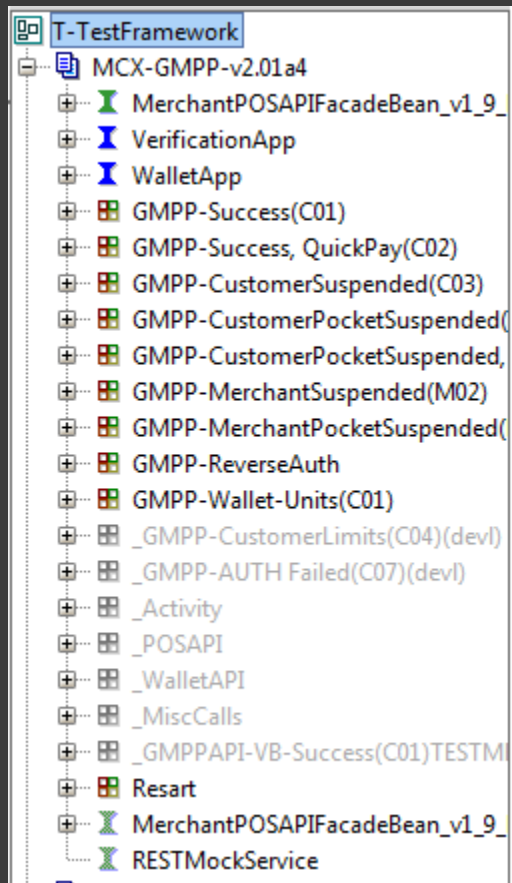 T-TestFramework
MCX-GMPP-v2.01a4
MerchantPOSAPIFacadeBean_v1_9_
VerificationApp
WalletApp
GMPP-Success(C01)
GMPP-Success, QuickPay(C02)
GMPP-CustomerSuspended(C03)
GMPP-CustomerPocketSuspended(
GMPP-CustomerPocketSuspended,
GMPP-MerchantSuspended(M02)
GMPP-MerchantPocketSuspended(
GMPP-ReverseAuth
GMPP-Wallet-Units(C01)
_GMPP-CustomerLimits(C04)(devl)
_GMPP-AUTH Failed(C07)(devl)
_Activity
_POSAPI
_WalletAPI
_MiscCalls
_GMPPAPI-VB-Success(C01)TESTMI
Resart
MerchantPOSAPIFacadeBean_v1_9_
RESTMockService